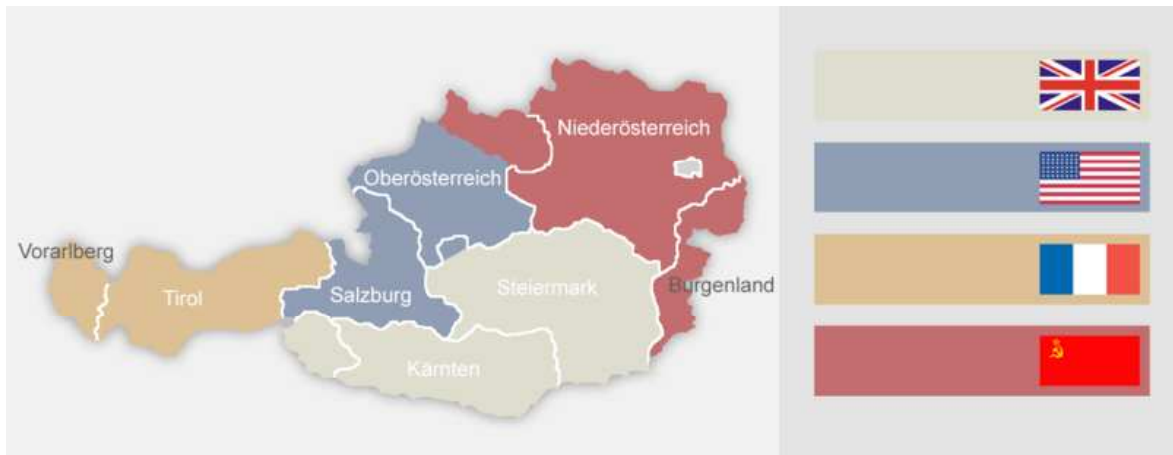 Niederösterreich
Oberösterreich
Vorarlberg
Tirol
Salzburg
Steiermark
Burgenland
Kärnten